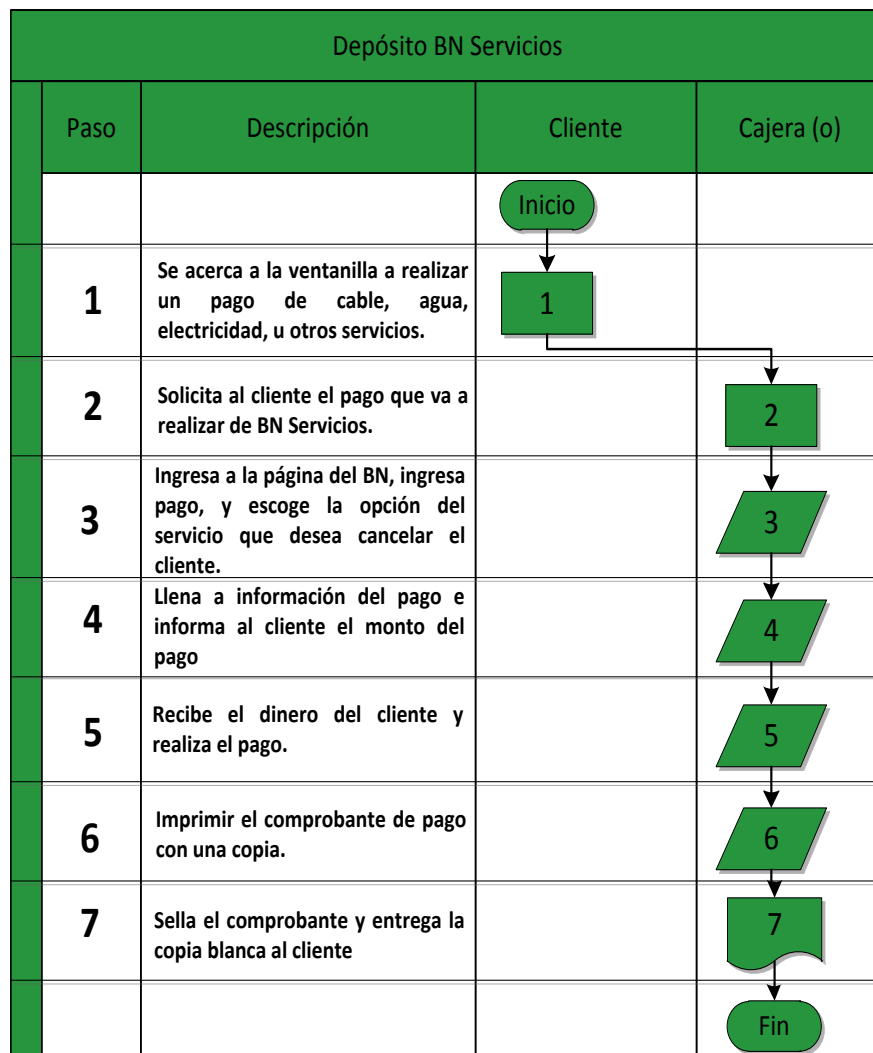 Depósito BN Servicios
Paso
Descripción
Cliente
Cajera (o)
Inicio
1
Se acerca a la ventanilla a realizar
un pago de cable, agua,
electricidad, u otros servicios.
1
2
Solicita al cliente el pago que va a
realizar de BN Servicios.
2
3
Ingresa a la página del BN, ingresa
pago, y escoge la opción del
servicio que desea cancelar el
cliente.
3
4
Llena a información del pago e
informa al cliente el monto del
pago
4
5
Recibe el dinero del cliente y
realiza el pago.
5
6
Imprimir el comprobante de pago
con una copia.
6
7
Sella el comprobante y entrega la
copia blanca al cliente
7
Fin